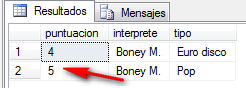 Resultados Mensajes
puntuacion interprete tipo
1 4 Boney M. Euro disco
2 5 Boney M. Pop